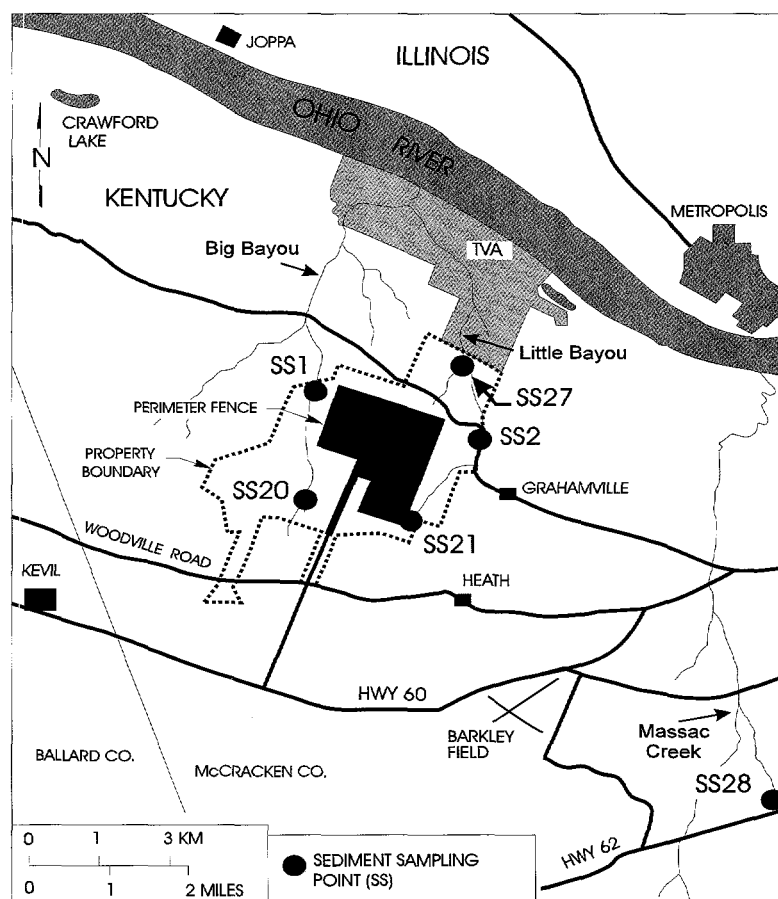 JOPPA
ILLINOIS
CRAWFORD
LAKE
OHIO RIVER
N
KENTUCKY
METROPOLIS
TVA
Big Bayou
Little Bayou
SS1
SS27
PERIMETER FENCE
SS2
PROPERTY
BOUNDARY
SS20
GRAHAMVILLE
SS21
WOODVILLE ROAD
KEVIL
HEATH
HWY 60
BARKLEY
FIELD
Massac
Creek
BALLARD CO.
McCRACKEN CO.
SS28
HWY 62
0 1 3 KM
0 1 2 MILES
SEDIMENT SAMPLING
POINT (SS)